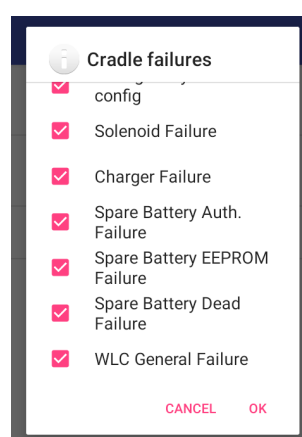 Cradle failures
config
Solenoid Failure
Charger Failure
Spare Battery Auth.
Failure
Spare Battery EEPROM
Failure
Spare Battery Dead
Failure
WLC General Failure
CANCEL
OK